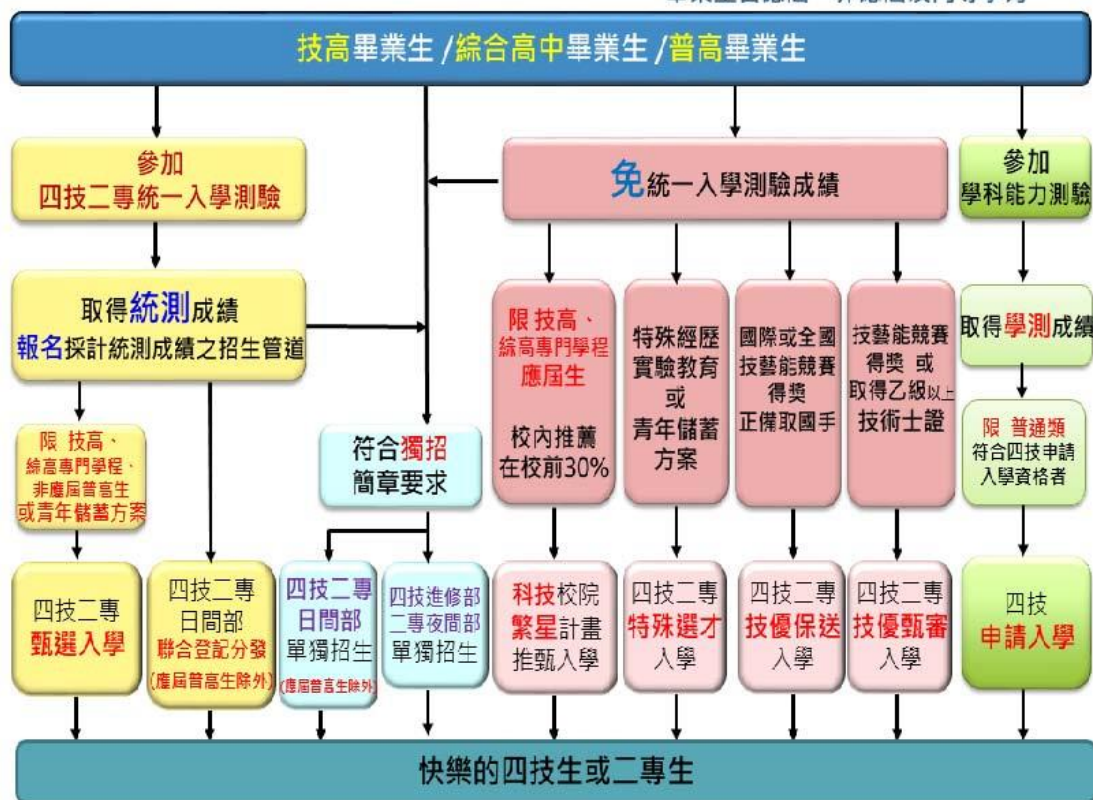 技高畢業生 /綜合高中畢業生 /普高畢業生
參加
四技二專統一入學測驗
免統一入學測驗成績
參加
學科能力測驗
取得統測成績
報名採計統測成績之招生管道
限 技高、
綜高專門學程
應屆生
校內推薦
在校前30%
特殊經歷
實驗教育
或
青年儲蓄
方案
國際或全國
技藝能競賽
得獎
正備取國手
技藝能競賽
得獎 或
取得乙級以上
技術士證
取得學測成績
限 技高、
綜高專門學程、
非應屆普高生
或青年儲蓄方案
符合獨招
簡章要求
限 普通類
符合四技申請
入學資格者
四技二專
甄選入學
四技二專
日間部
聯合登記分發
(應屆普高生除外)
四技二專
日間部
單獨招生
(應屆普高生除外)
四技進修部
二專夜間部
單獨招生
科技校院
繁星計畫
推甄入學
四技二專
特殊選才
入學
四技二專
技優保送
入學
四技二專
技優甄審
入學
四技
申請入學
快樂的四技生或二專生